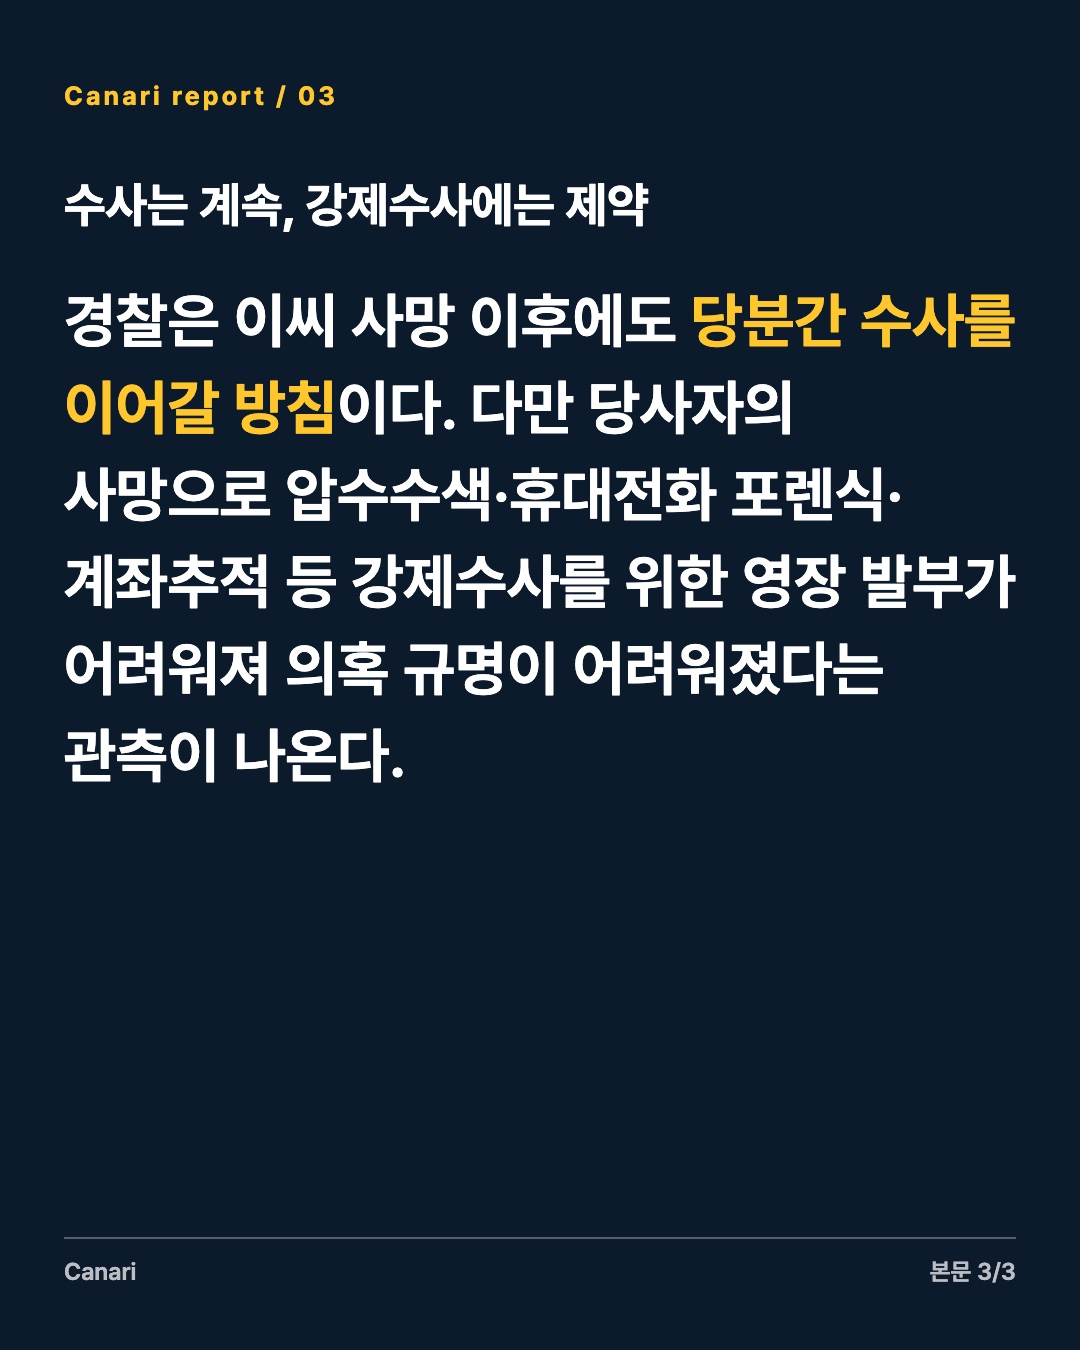 Canari report / 03
수사는 계속, 강제수사에는 제약
경찰은 이씨 사망 이후에도 당분간 수사를
이어갈 방침이다. 다만 당사자의
사망으로 압수수색·휴대전화 포렌식·
계좌추적 등 강제수사를 위한 영장 발부가
어려워져 의혹 규명이 어려워졌다는
관측이 나온다.
Canari
본문 3/3